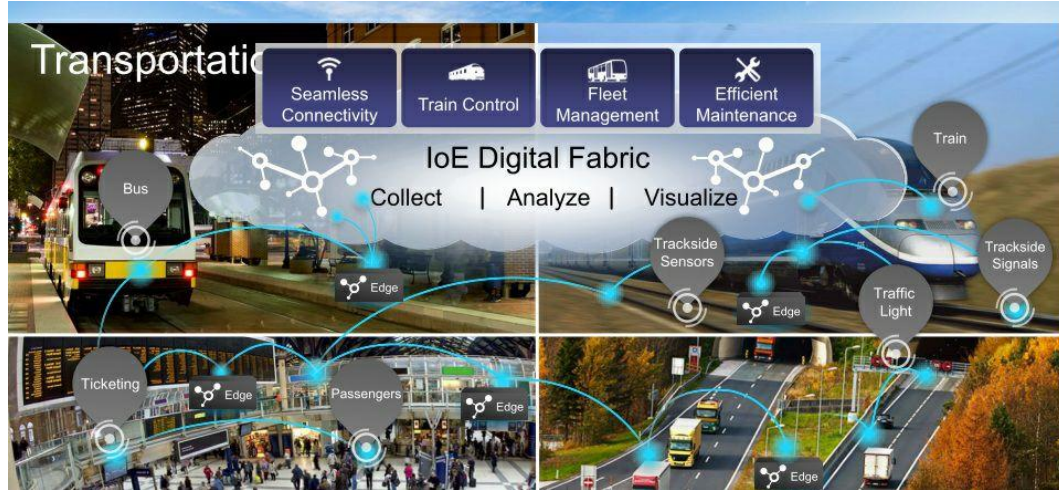 Transportatio
Seamless
Connectivity
Train Control
Fleet
Management
Efficient
Maintenance
IoE Digital Fabric
Collect | Analyze | Visualize
Train
Bus
Trackside
Sensors
Trackside
Signals
Edge
Edge
Traffic
Light
Ticketing
Edge
Passengers
Edge
Edge